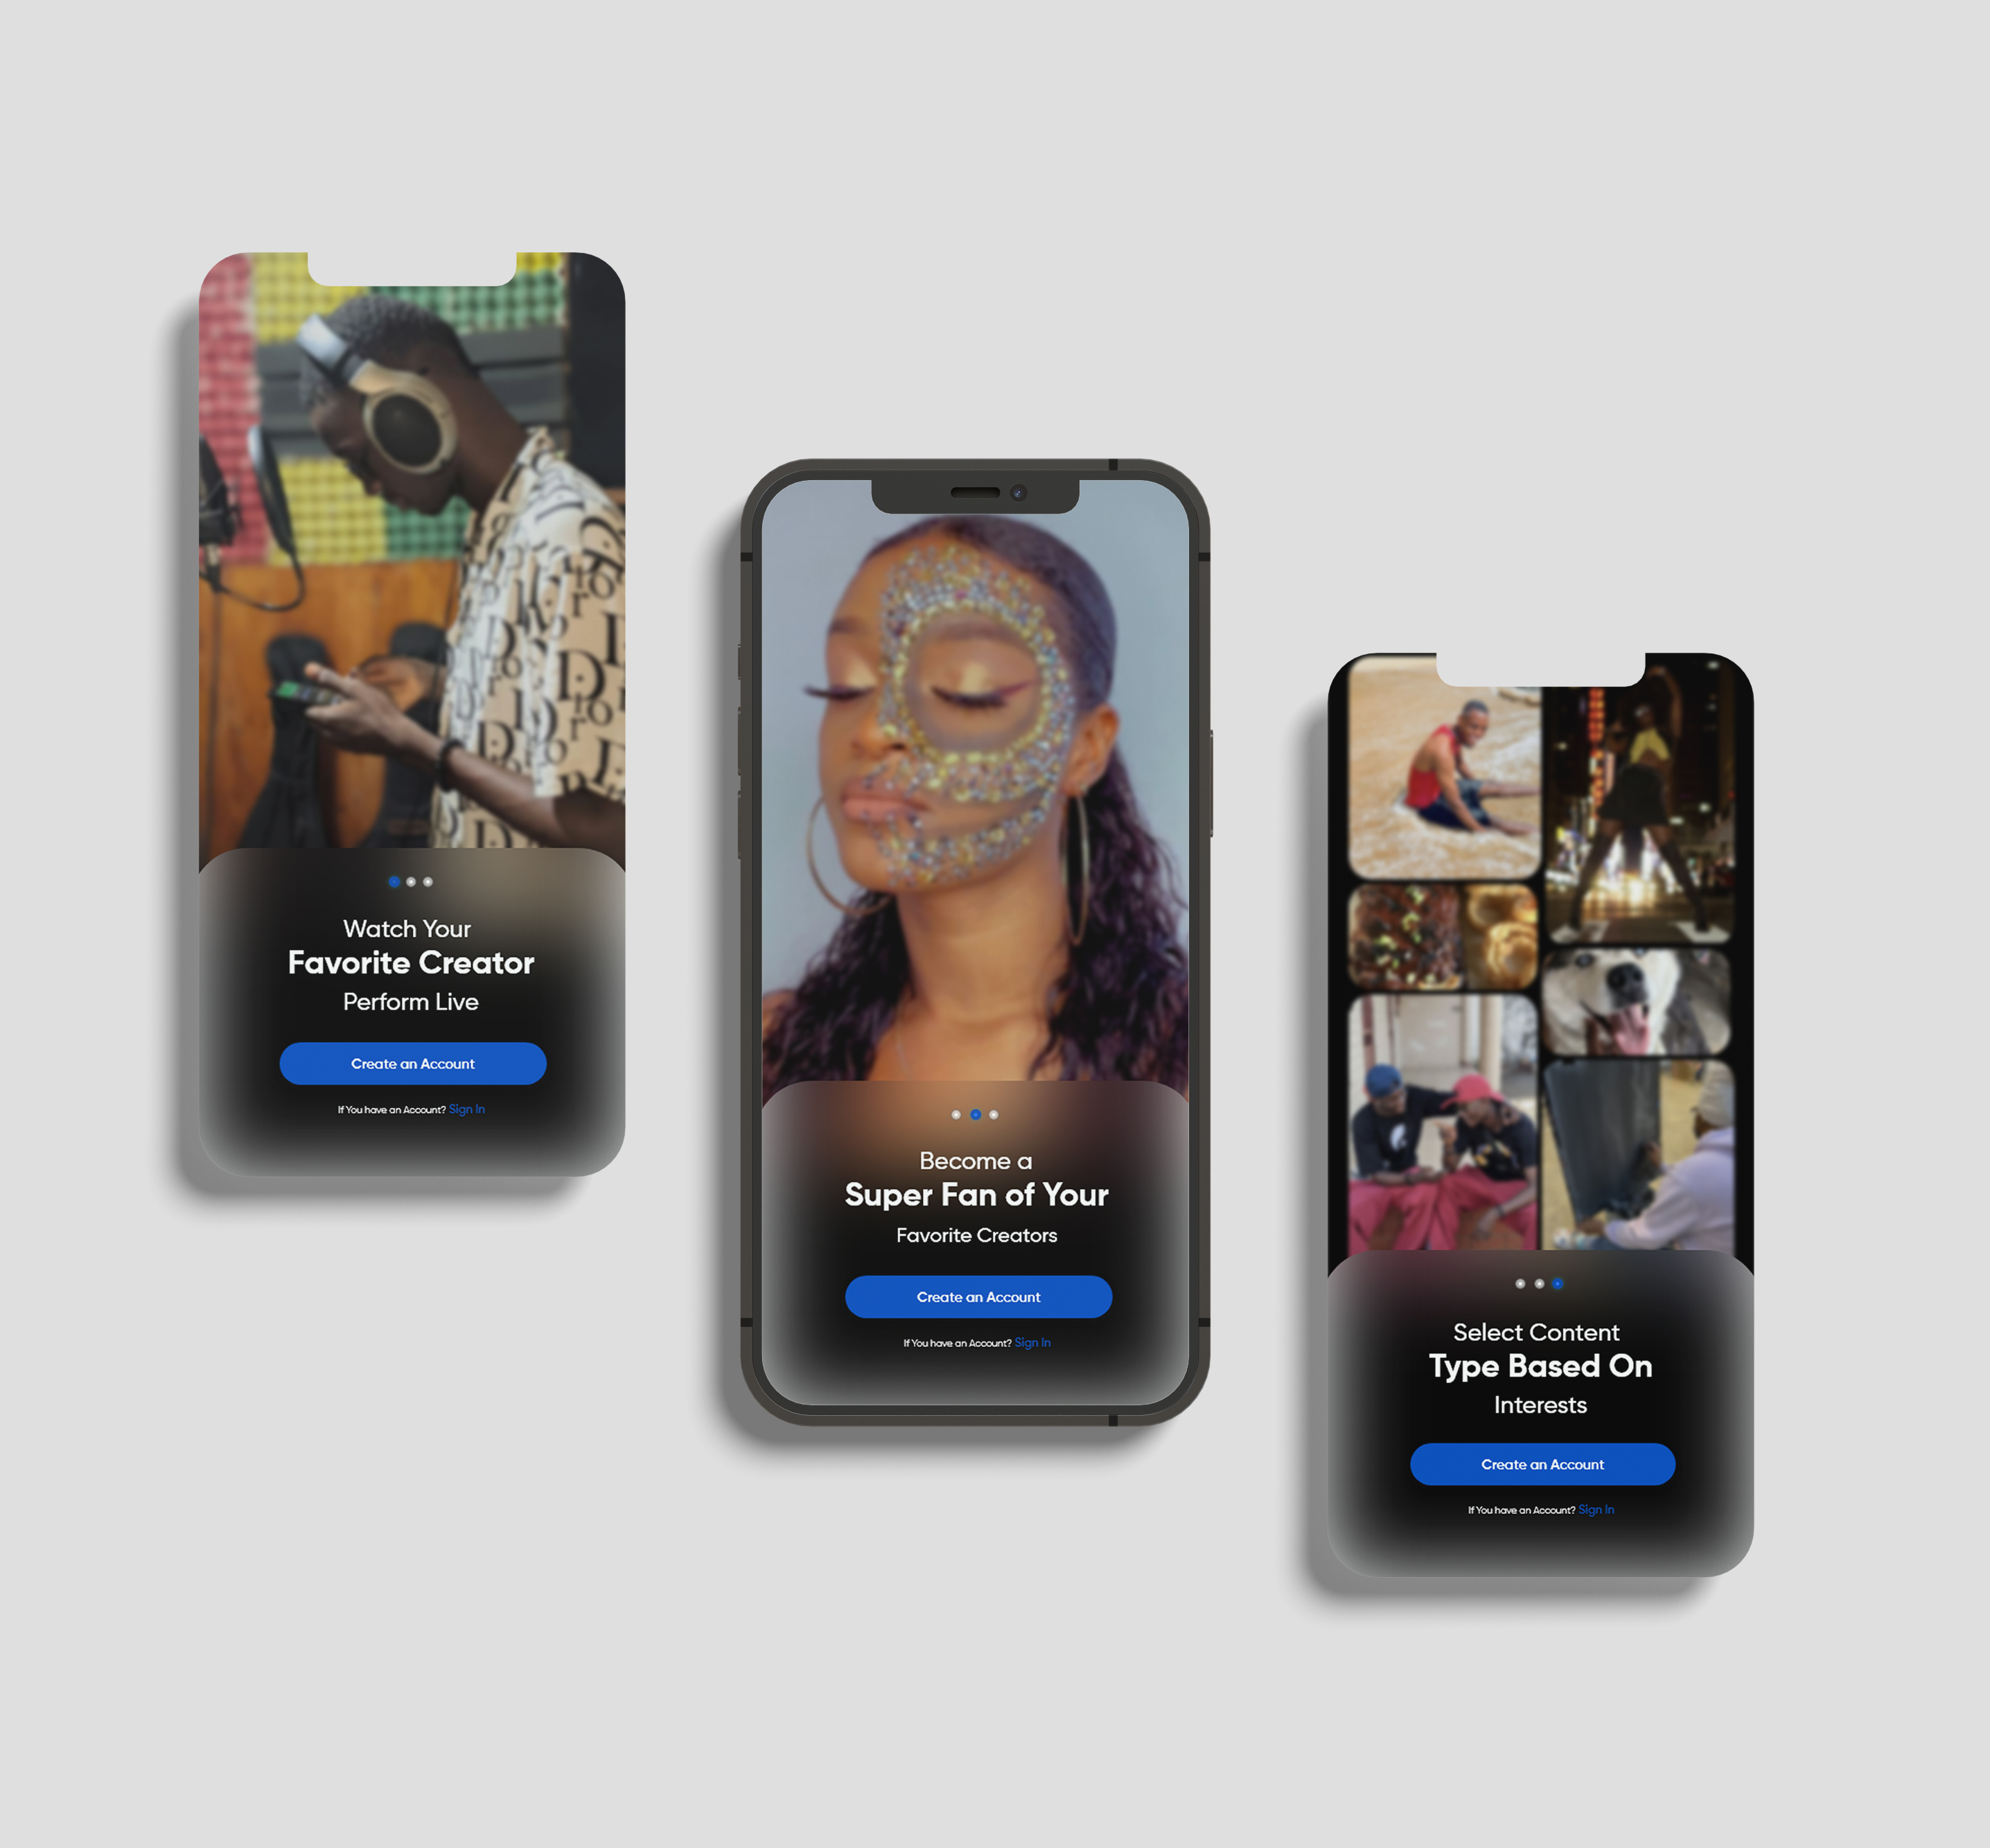 Watch Your
Favorite Creator
Perform Live
Create an Account
If You have an Account? Sign In
Become a
Super Fan of Your
Favorite Creators
Create an Account
If You have an Account? Sign In
Select Content
Type Based On
Interests
Create an Account
If You have an Account? Sign In